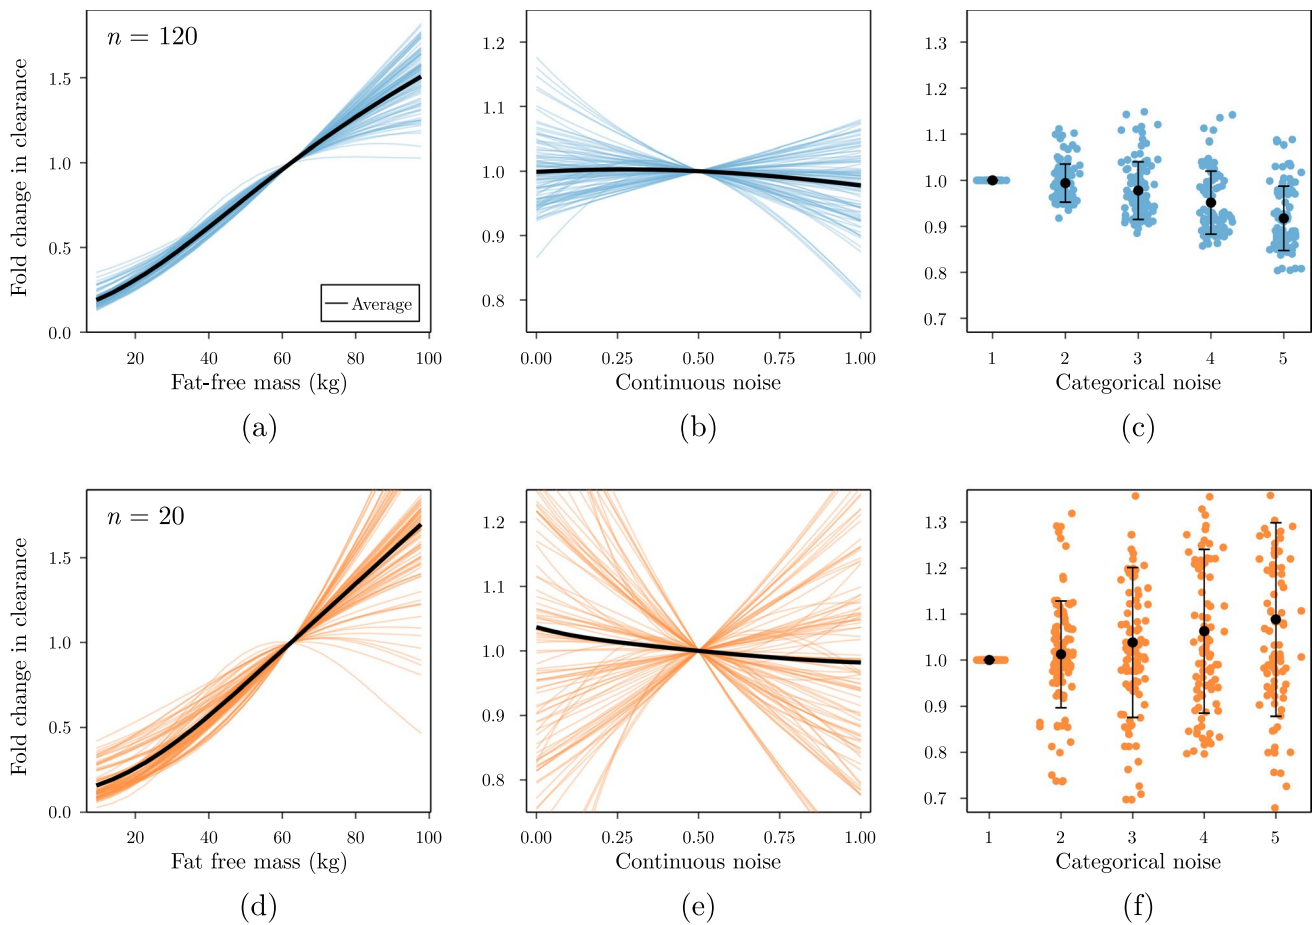 Fold change in clearance
n = 120
1.5
1.0
0.5
0.0
Average
20 40 60 80 100
Fat-free mass (kg)
(a)
1.2
1.1
1.0
0.9
0.8
0.00 0.25 0.50 0.75 1.00
Continuous noise
(b)
1.3
1.2
1.1
1.0
0.9
0.8
0.7
1 2 3 4 5
Categorical noise
(c)
Fold change in clearance
n = 20
1.5
1.0
0.5
0.0
20 40 60 80 100
Fat free mass (kg)
(d)
1.2
1.1
1.0
0.9
0.8
0.00 0.25 0.50 0.75 1.00
Continuous noise
(e)
1.3
1.2
1.1
1.0
0.9
0.8
0.7
1 2 3 4 5
Categorical noise
(f)